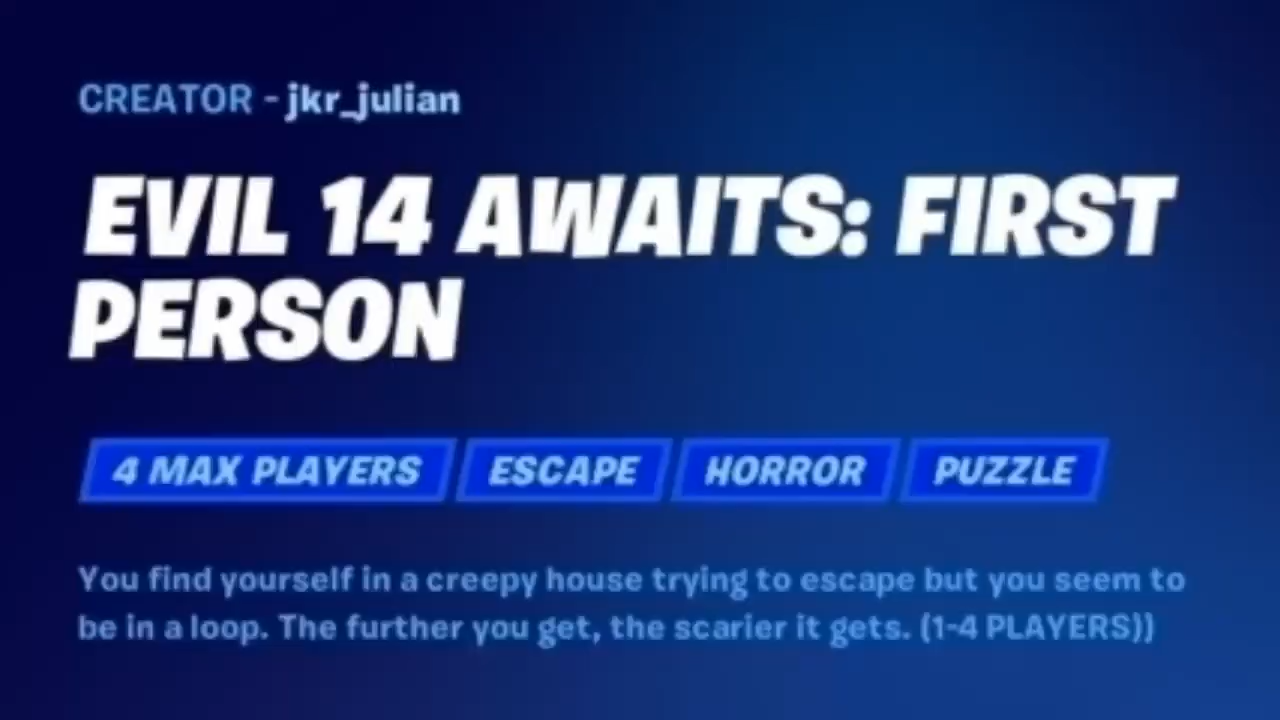 CREATOR - jkr_julian
EVIL 14 AWAITS: FIRST
PERSON
4 MAX PLAYERS ESCAPE HORROR PUZZLE
You find yourself in a creepy house trying to escape but you seem to
be in a loop. The further you get, the scarier it gets. (1-4 PLAYERS))